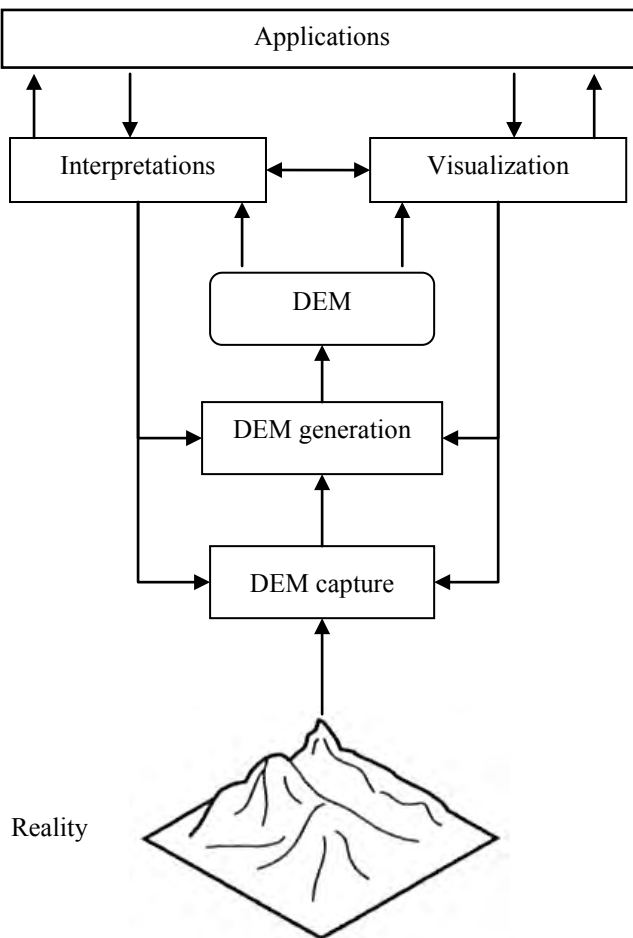 Applications
Interpretations
Visualization
DEM
DEM generation
DEM capture
Reality